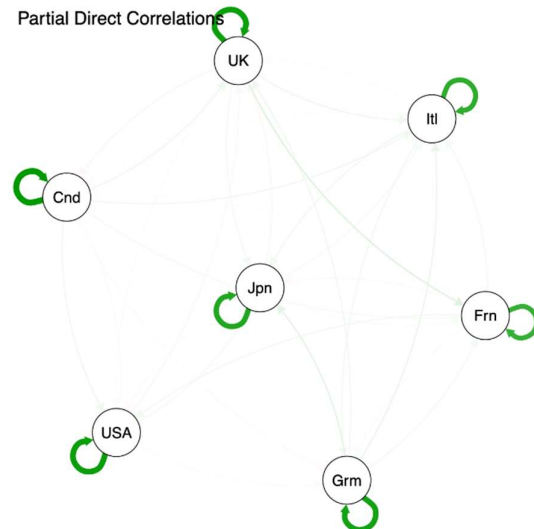 Partial Direct Correlations
UK
Itl
Cnd
Jpn
Frn
USA
Grm